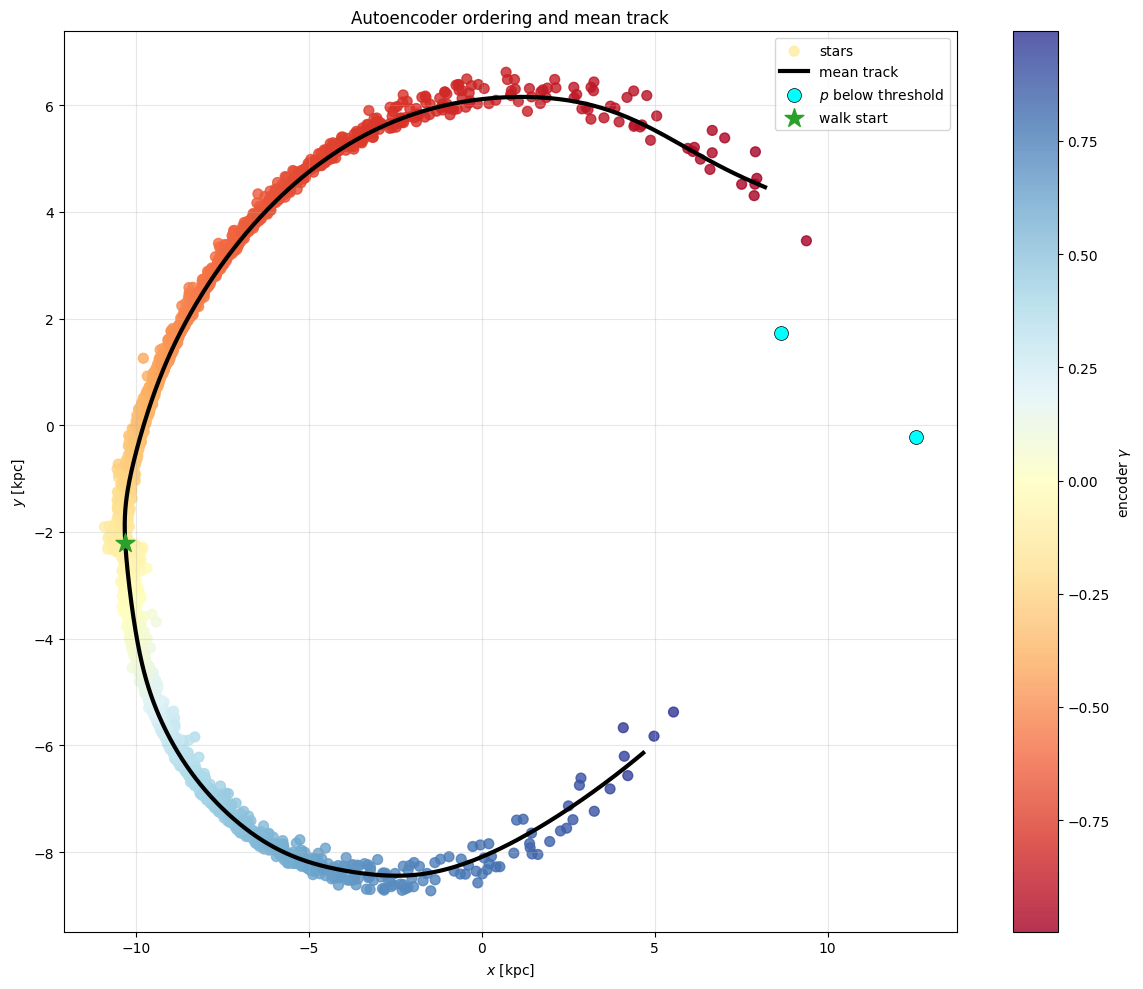 Autoencoder ordering and mean track
stars
mean track
p below threshold
walk start
6
4
2
0
−2
−4
−6
−8
y [kpc]
−10
−5
0
5
10
x [kpc]
0.75
0.50
0.25
0.00
−0.25
−0.50
−0.75
encoder γ